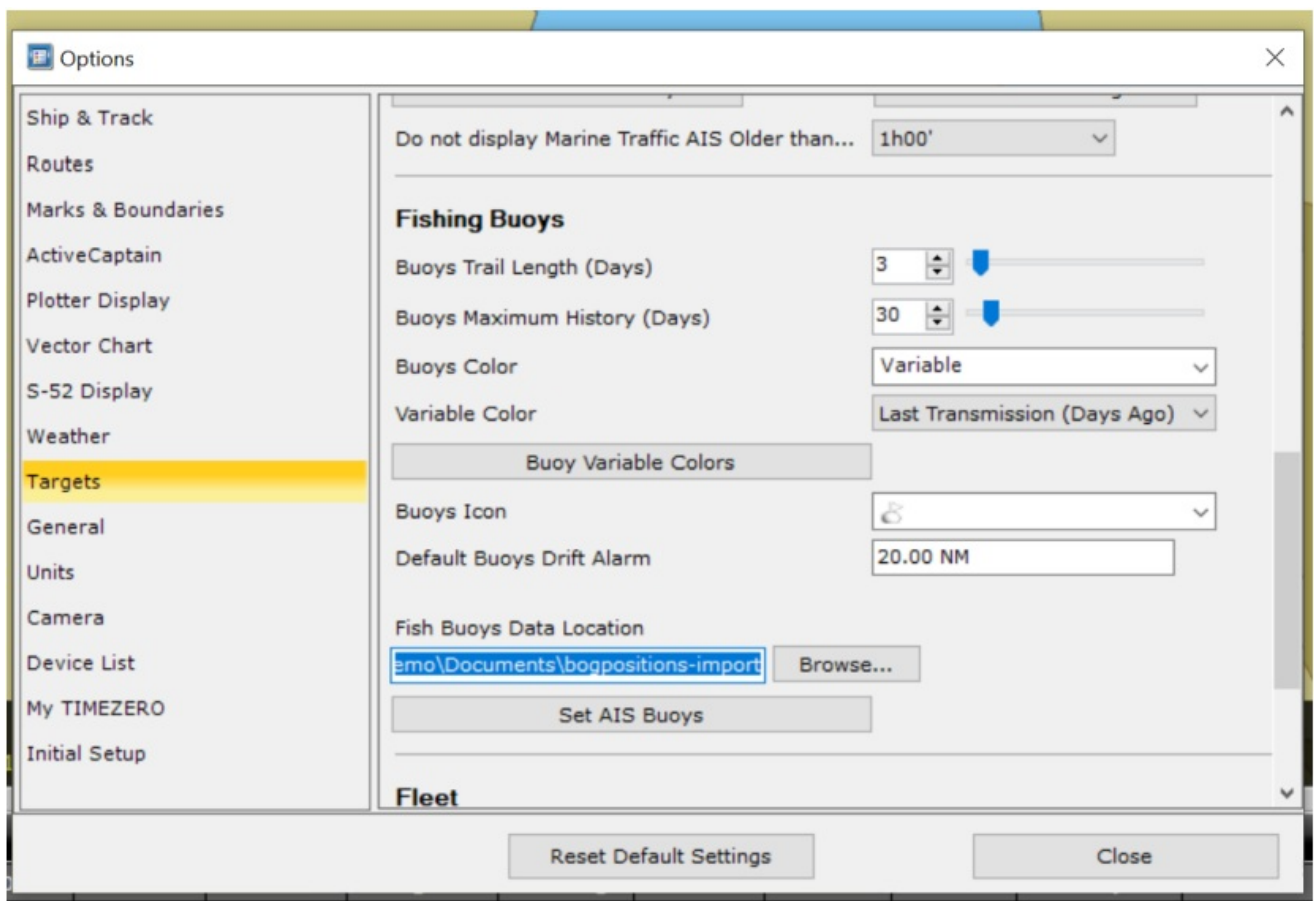 Options
Ship & Track
Routes
Marks & Boundaries
ActiveCaptain
Plotter Display
Vector Chart
S-52 Display
Weather
Targets
General
Units
Camera
Device List
My TIMEZERO
Initial Setup
Do not display Marine Traffic AIS Older than... 1h00'
Fishing Buoys
Buoys Trail Length (Days) 3
Buoys Maximum History (Days) 30
Buoys Color Variable
Variable Color Last Transmission (Days Ago)
Buoy Variable Colors
Buoys Icon
Default Buoys Drift Alarm 20.00 NM
Fish Buoys Data Location
emo\Documents\bogpositions-import Browse...
Set AIS Buoys
Fleet
Reset Default Settings Close